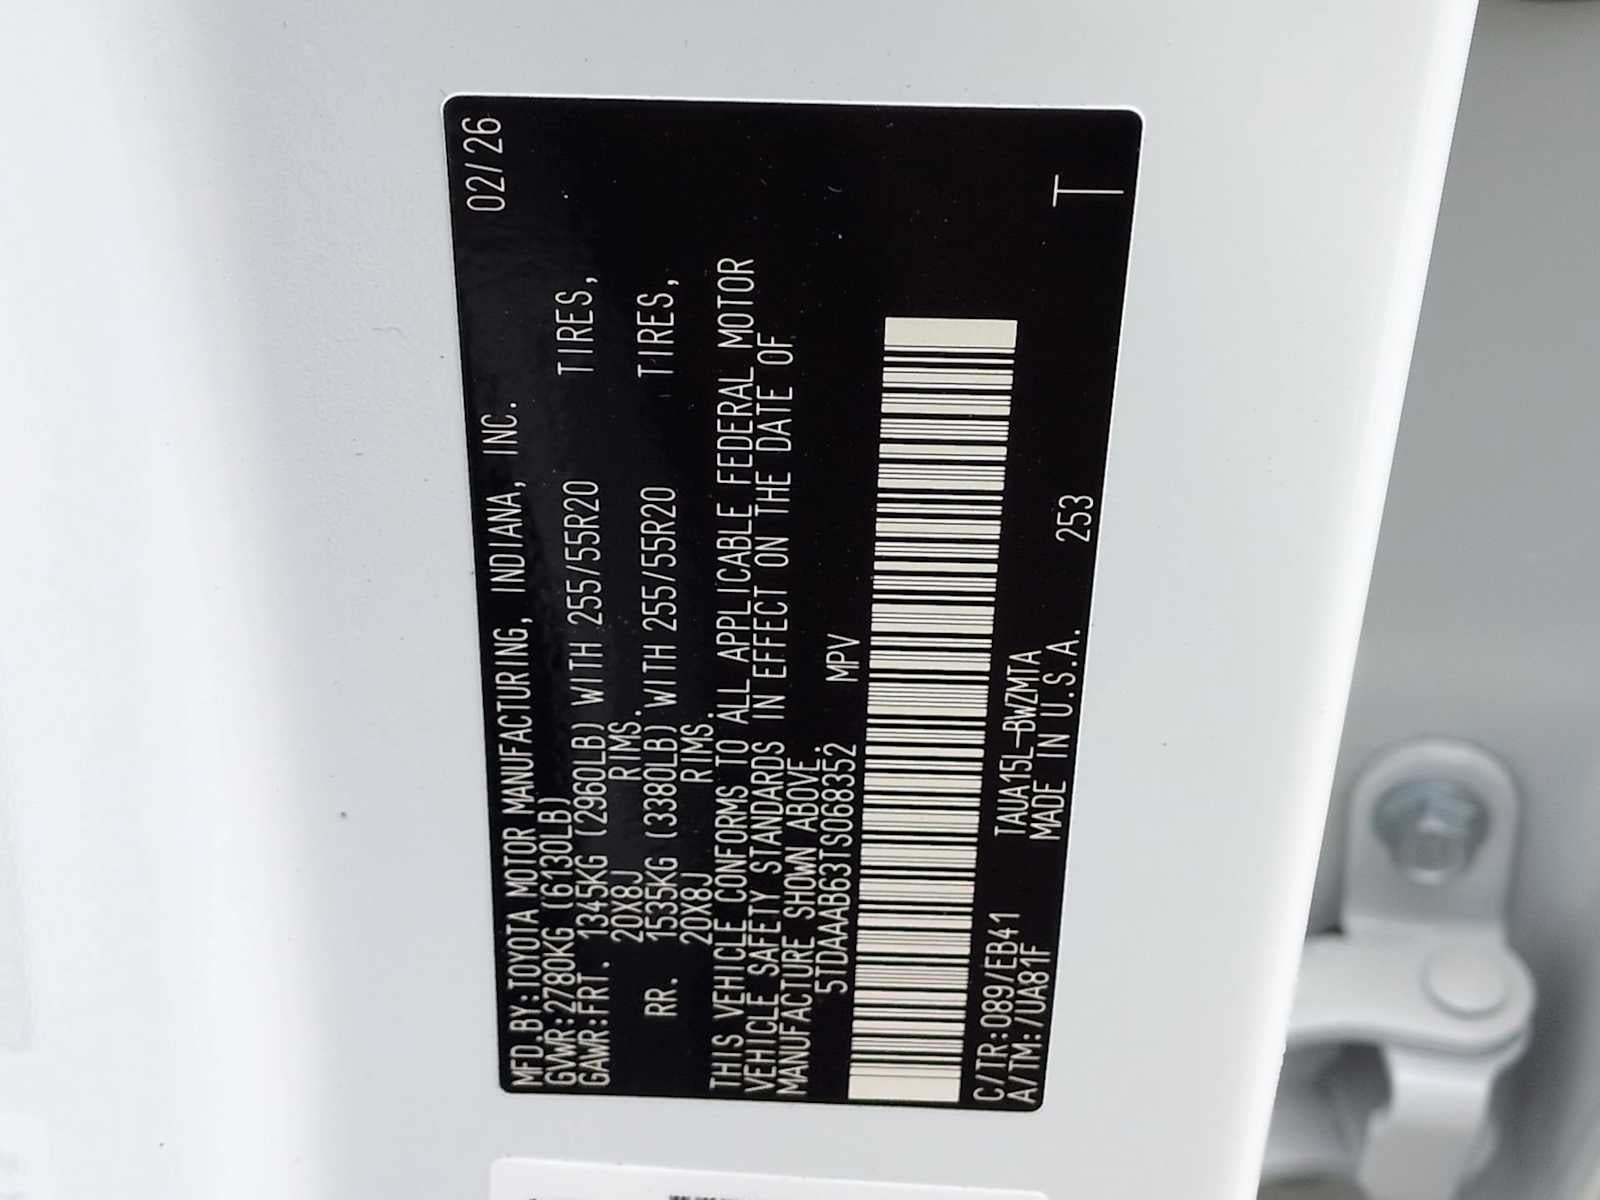 MFD.BY:TOYOTA MOTOR MANUFACTURING, INDIANA, INC. 02/26
GVWR:2780KG (6130LB)
GAWR:FRT. 1345KG (2960LB) WITH 255/55R20 TIRES,
20X8J RIMS.
RR. 1535KG (3380LB) WITH 255/55R20 TIRES,
20X8J RIMS.
THIS VEHICLE CONFORMS TO ALL APPLICABLE FEDERAL MOTOR
VEHICLE SAFETY STANDARDS IN EFFECT ON THE DATE OF
MANUFACTURE SHOWN ABOVE.
5TDAAAB63TS068352 MPV
C/TR:089/EB41 TAUA15L-BWZMTA 253 T
A/TM:/UA81F MADE IN U.S.A.